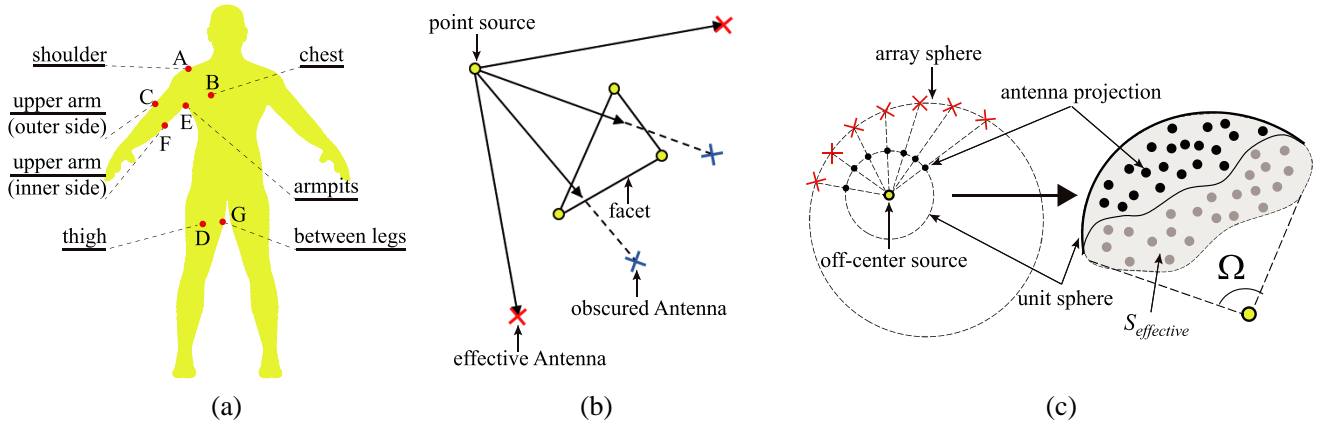 shoulder
A
B
chest
upper arm
(outer side)
C
E
F
upper arm
(inner side)
armpits
thigh
D
G
between legs
(a)
point source
facet
obscured Antenna
effective Antenna
(b)
array sphere
antenna projection
off-center source
unit sphere
Ω
S effective
(c)